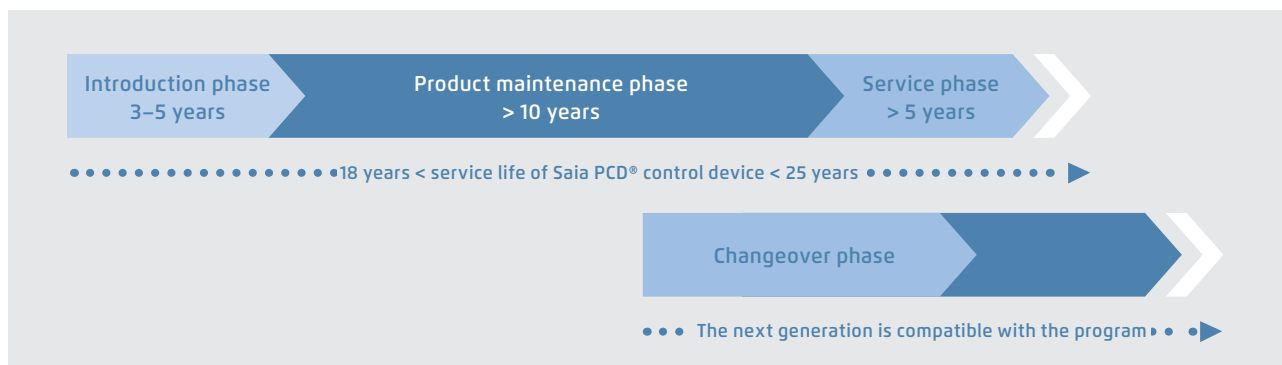 Introduction phase
3–5 years
Product maintenance phase
> 10 years
Service phase
> 5 years
18 years < service life of Saia PCD® control device < 25 years
Changeover phase
The next generation is compatible with the program